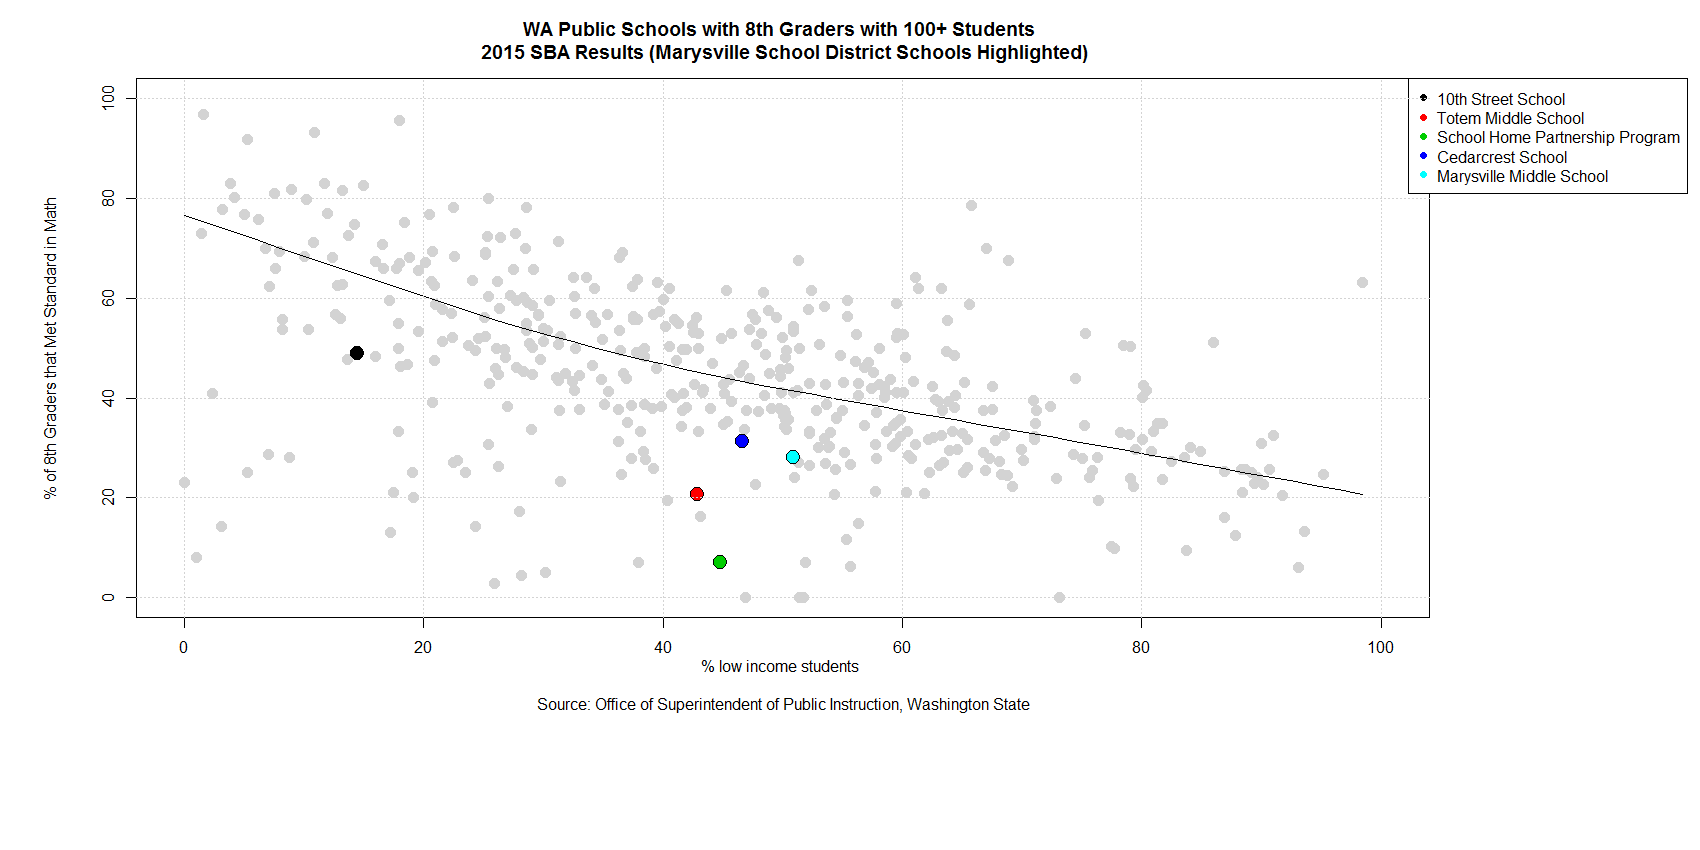 WA Public Schools with 8th Graders with 100+ Students
2015 SBA Results (Marysville School District Schools Highlighted)
10th Street School
Totem Middle School
School Home Partnership Program
Cedarcrest School
Marysville Middle School
% of 8th Graders that Met Standard in Math
100
80
60
40
20
0
0 20 40 60 80 100
% low income students
Source: Office of Superintendent of Public Instruction, Washington State